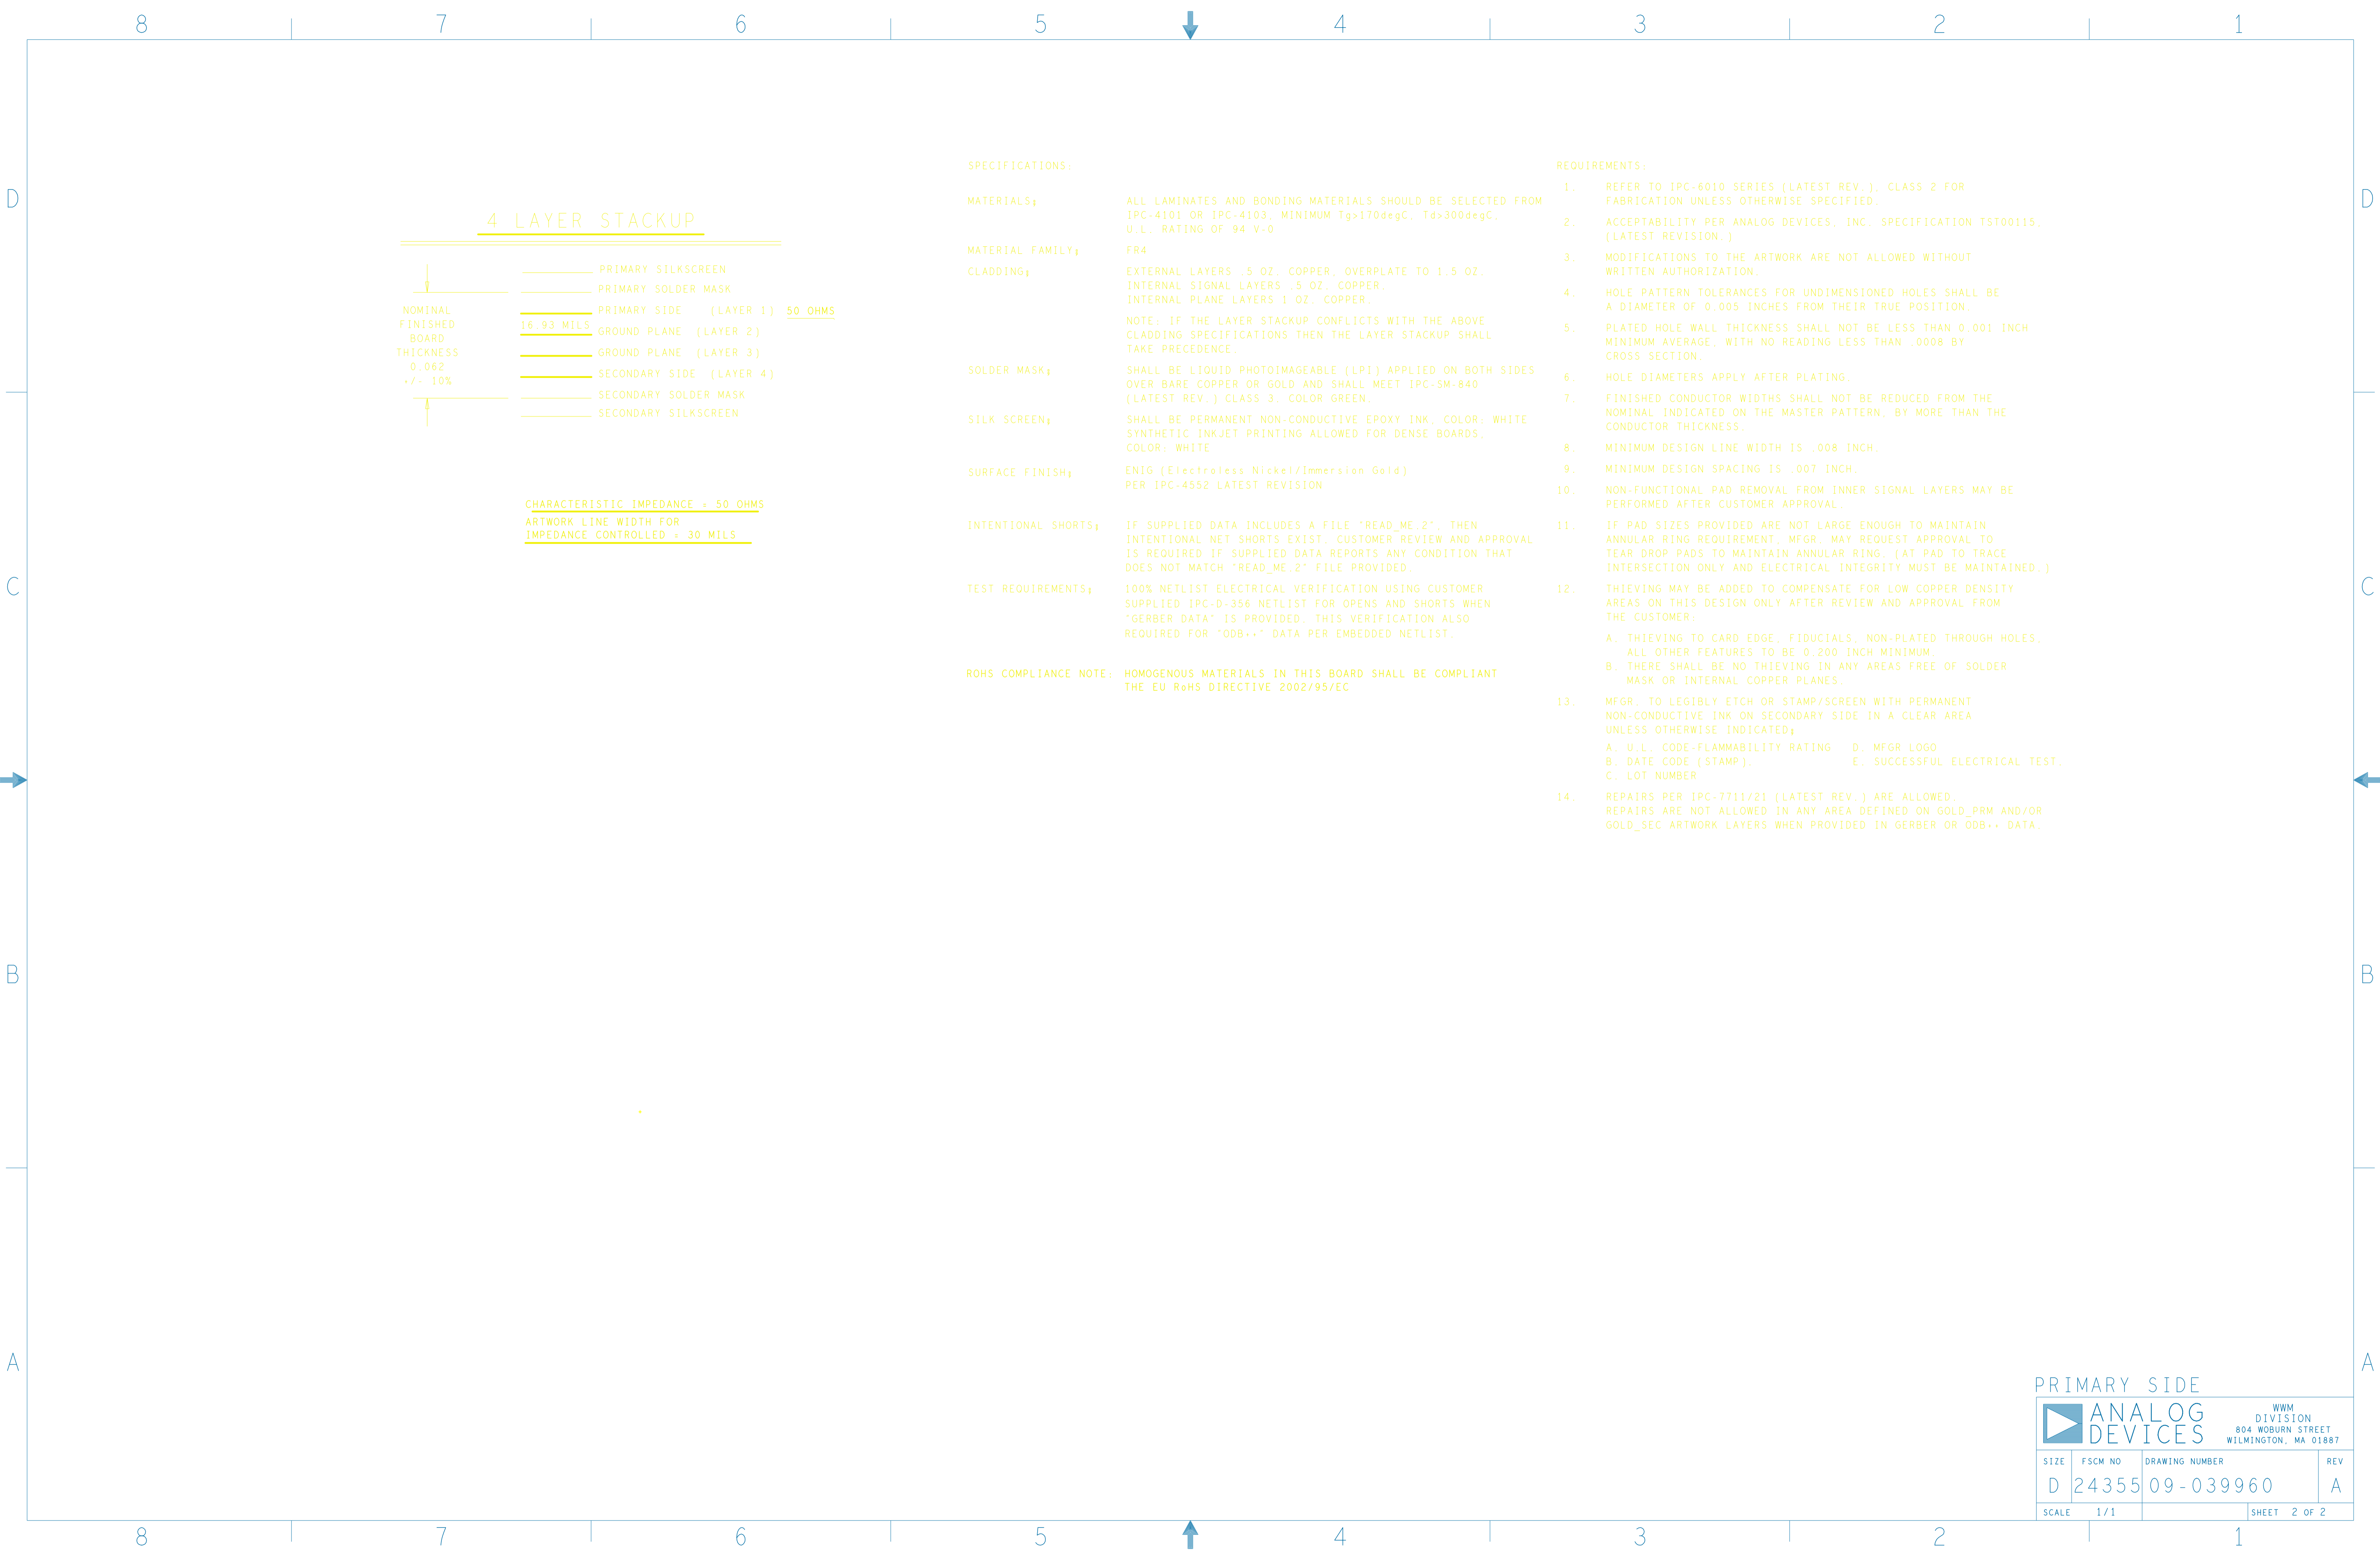 8 7 6 5 4 3 2 1
D
C
B
A
4 LAYER STACKUP
PRIMARY SILKSCREEN
PRIMARY SOLDER MASK
PRIMARY SIDE (LAYER 1) 50 OHMS
16.93 MILS
GROUND PLANE (LAYER 2)
GROUND PLANE (LAYER 3)
SECONDARY SIDE (LAYER 4)
SECONDARY SOLDER MASK
SECONDARY SILKSCREEN
NOMINAL
FINISHED
BOARD
THICKNESS
0.062
+/- 10%
CHARACTERISTIC IMPEDANCE = 50 OHMS
ARTWORK LINE WIDTH FOR
IMPEDANCE CONTROLLED = 30 MILS
SPECIFICATIONS:
MATERIALS: ALL LAMINATES AND BONDING MATERIALS SHOULD BE SELECTED FROM
IPC-4101 OR IPC-4103. MINIMUM Tg>170degC. Td>300degC.
U.L. RATING OF 94 V-0
MATERIAL FAMILY: FR4
CLADDING: EXTERNAL LAYERS .5 OZ. COPPER, OVERPLATE TO 1.5 OZ.
INTERNAL SIGNAL LAYERS .5 OZ. COPPER.
INTERNAL PLANE LAYERS 1 OZ. COPPER.
NOTE: IF THE LAYER STACKUP CONFLICTS WITH THE ABOVE
CLADDING SPECIFICATIONS THEN THE LAYER STACKUP SHALL
TAKE PRECEDENCE.
SOLDER MASK: SHALL BE LIQUID PHOTOIMAGEABLE (LPI) APPLIED ON BOTH SIDES
OVER BARE COPPER OR GOLD AND SHALL MEET IPC-SM-840
(LATEST REV.) CLASS 3. COLOR GREEN.
SILK SCREEN: SHALL BE PERMANENT NON-CONDUCTIVE EPOXY INK, COLOR: WHITE
SYNTHETIC INKJET PRINTING ALLOWED FOR DENSE BOARDS,
COLOR: WHITE
SURFACE FINISH: ENIG (Electroless Nickel/Immersion Gold)
PER IPC-4552 LATEST REVISION
INTENTIONAL SHORTS: IF SUPPLIED DATA INCLUDES A FILE "READ_ME.2", THEN
INTENTIONAL NET SHORTS EXIST. CUSTOMER REVIEW AND APPROVAL
IS REQUIRED IF SUPPLIED DATA REPORTS ANY CONDITION THAT
DOES NOT MATCH "READ_ME.2" FILE PROVIDED
TEST REQUIREMENTS: 100% NETLIST ELECTRICAL VERIFICATION USING CUSTOMER
SUPPLIED IPC-D-356 NETLIST FOR OPENS AND SHORTS WHEN
"GERBER DATA" IS PROVIDED. THIS VERIFICATION ALSO
REQUIRED FOR "ODB++" DATA PER EMBEDDED NETLIST.
ROHS COMPLIANCE NOTE: HOMOGENOUS MATERIALS IN THIS BOARD SHALL BE COMPLIANT
THE EU RoHS DIRECTIVE 2002/95/EC
REQUIREMENTS:
1. REFER TO IPC-6010 SERIES (LATEST REV.), CLASS 2 FOR
FABRICATION UNLESS OTHERWISE SPECIFIED.
2. ACCEPTABILITY PER ANALOG DEVICES, INC. SPECIFICATION TST00115,
(LATEST REVISION.)
3. MODIFICATIONS TO THE ARTWORK ARE NOT ALLOWED WITHOUT
WRITTEN AUTHORIZATION.
4. HOLE PATTERN TOLERANCES FOR UNDIMENSIONED HOLES SHALL BE
A DIAMETER OF 0.005 INCHES FROM THEIR TRUE POSITION.
5. PLATED HOLE WALL THICKNESS SHALL NOT BE LESS THAN 0.001 INCH
MINIMUM AVERAGE, WITH NO READING LESS THAN .0008 BY
CROSS SECTION.
6. HOLE DIAMETERS APPLY AFTER PLATING.
7. FINISHED CONDUCTOR WIDTHS SHALL NOT BE REDUCED FROM THE
NOMINAL INDICATED ON THE MASTER PATTERN, BY MORE THAN THE
CONDUCTOR THICKNESS.
8. MINIMUM DESIGN LINE WIDTH IS .008 INCH
9. MINIMUM DESIGN SPACING IS .007 INCH
10. NON-FUNCTIONAL PAD REMOVAL FROM INNER SIGNAL LAYERS MAY BE
PERFORMED AFTER CUSTOMER APPROVAL.
11. IF PAD SIZES PROVIDED ARE NOT LARGE ENOUGH TO MAINTAIN
ANNULAR RING REQUIREMENT, MFGR. MAY REQUEST APPROVAL TO
TEAR-DROP PADS TO MAINTAIN ANNULAR RING. (AT PAD TO TRACE
INTERSECTION ONLY AND ELECTRICAL INTEGRITY MUST BE MAINTAINED.)
12. THIEVING MAY BE ADDED TO COMPENSATE FOR LOW COPPER DENSITY
AREAS ON THIS DESIGN ONLY AFTER REVIEW AND APPROVAL FROM
THE CUSTOMER:
A. THIEVING TO CARD EDGE, FIDUCIALS, NON-PLATED THROUGH HOLES,
ALL OTHER FEATURES TO BE 0.200 INCH MINIMUM
B. THERE SHALL BE NO THIEVING IN ANY AREAS FREE OF SOLDER
MASK OR INTERNAL COPPER PLANES.
13. MFGR. TO LEGIBLY ETCH OR STAMP/SCREEN WITH PERMANENT
NON-CONDUCTIVE INK ON SECONDARY SIDE IN A CLEAR AREA
UNLESS OTHERWISE INDICATED:
A. U.L. CODE-FLAMMABILITY RATING D. MFGR LOGO
B. DATE CODE (STAMP) E. SUCCESSFUL ELECTRICAL TEST.
C. LOT NUMBER
14. REPAIRS PER IPC-7711/21 (LATEST REV.) ARE ALLOWED.
REPAIRS ARE NOT ALLOWED IN ANY AREA DEFINED ON GOLD_PRM AND/OR
GOLD_SEC ARTWORK LAYERS WHEN PROVIDED IN GERBER OR ODB++ DATA.
D
C
B
A
PRIMARY SIDE
ANALOG
DEVICES
WWM
DIVISION
804 WOBURN STREET
WILMINGTON, MA 01887
SIZE FSCM NO DRAWING NUMBER REV
D 24355 09-039960 A
SCALE 1/1 SHEET 2 OF 2
8 7 6 5 4 3 2 1